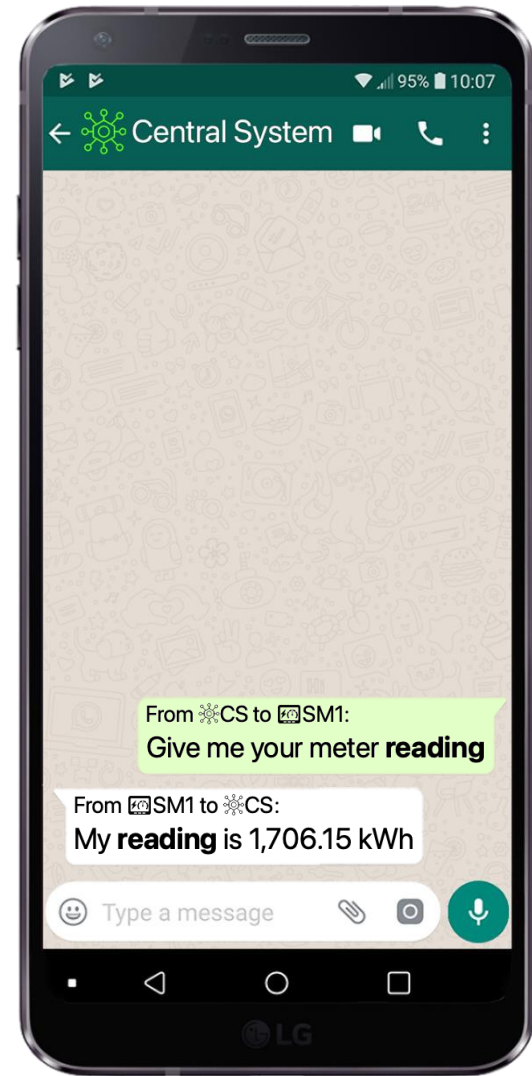 95% 10:07
Central System
From CS to SM1:
Give me your meter reading
From SM1 to CS:
My reading is 1,706.15 kWh
Type a message
LG